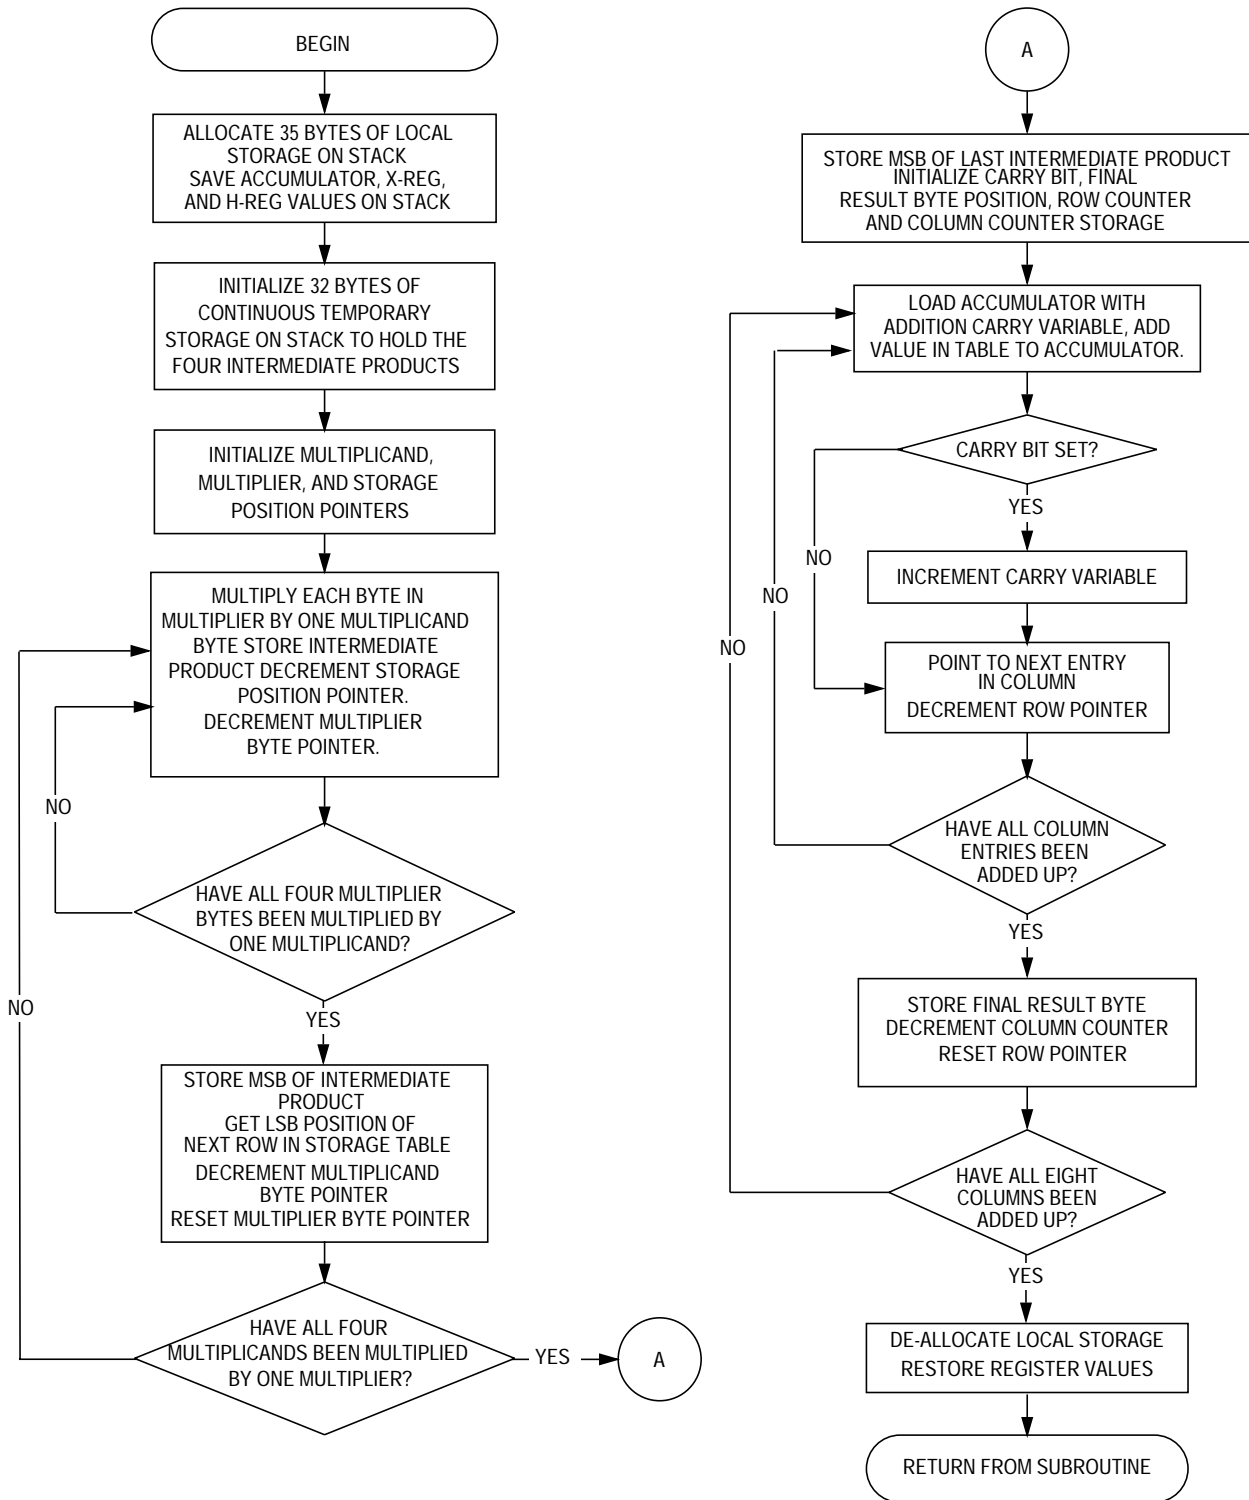 BEGIN
ALLOCATE 35 BYTES OF LOCAL
STORAGE ON STACK
SAVE ACCUMULATOR, X-REG,
AND H-REG VALUES ON STACK
INITIALIZE 32 BYTES OF
CONTINUOUS TEMPORARY
STORAGE ON STACK TO HOLD THE
FOUR INTERMEDIATE PRODUCTS
INITIALIZE MULTIPLICAND,
MULTIPLIER, AND STORAGE
POSITION POINTERS
MULTIPLY EACH BYTE IN
MULTIPLIER BY ONE MULTIPLICAND
BYTE STORE INTERMEDIATE
PRODUCT DECREMENT STORAGE
POSITION POINTER.
DECREMENT MULTIPLIER
BYTE POINTER.
NO
HAVE ALL FOUR MULTIPLIER
BYTES BEEN MULTIPLIED BY
ONE MULTIPLICAND?
NO
YES
STORE MSB OF INTERMEDIATE
PRODUCT
GET LSB POSITION OF
NEXT ROW IN STORAGE TABLE
DECREMENT MULTIPLICAND
BYTE POINTER
RESET MULTIPLIER BYTE POINTER
HAVE ALL FOUR
MULTIPLICANDS BEEN MULTIPLIED
BY ONE MULTIPLIER?
YES
A
A
STORE MSB OF LAST INTERMEDIATE PRODUCT
INITIALIZE CARRY BIT, FINAL
RESULT BYTE POSITION, ROW COUNTER
AND COLUMN COUNTER STORAGE
LOAD ACCUMULATOR WITH
ADDITION CARRY VARIABLE, ADD
VALUE IN TABLE TO ACCUMULATOR.
CARRY BIT SET?
YES
NO
INCREMENT CARRY VARIABLE
NO
NO
POINT TO NEXT ENTRY
IN COLUMN
DECREMENT ROW POINTER
HAVE ALL COLUMN
ENTRIES BEEN
ADDED UP?
YES
STORE FINAL RESULT BYTE
DECREMENT COLUMN COUNTER
RESET ROW POINTER
HAVE ALL EIGHT
COLUMNS BEEN
ADDED UP?
YES
DE-ALLOCATE LOCAL STORAGE
RESTORE REGISTER VALUES
RETURN FROM SUBROUTINE